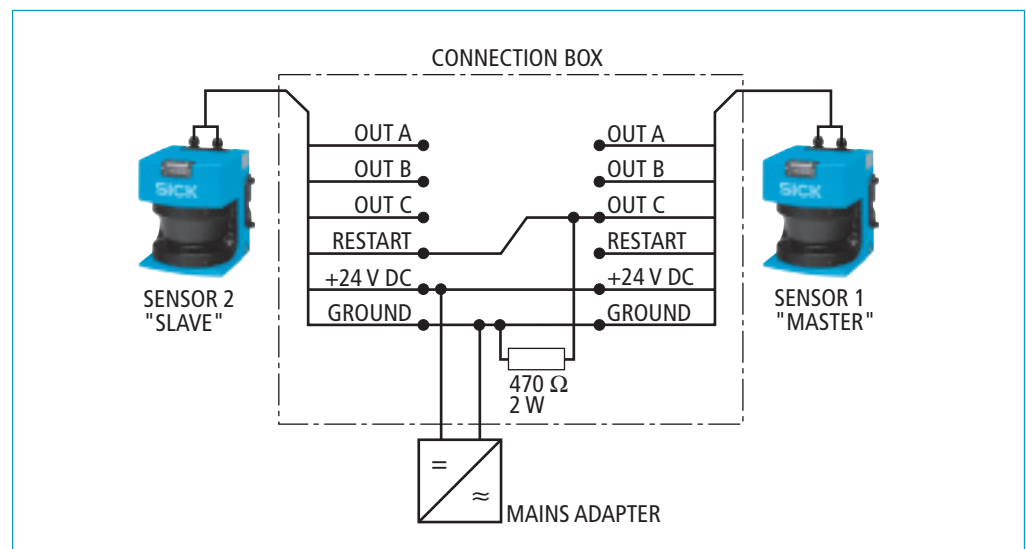 CONNECTION BOX
OUT A
OUT B
OUT C
RESTART
+24 V DC
GROUND
OUT A
OUT B
OUT C
RESTART
+24 V DC
GROUND
SICK
SENSOR 2
"SLAVE"
SICK
SENSOR 1
"MASTER"
470 Ω
2 W
=
≈
MAINS ADAPTER